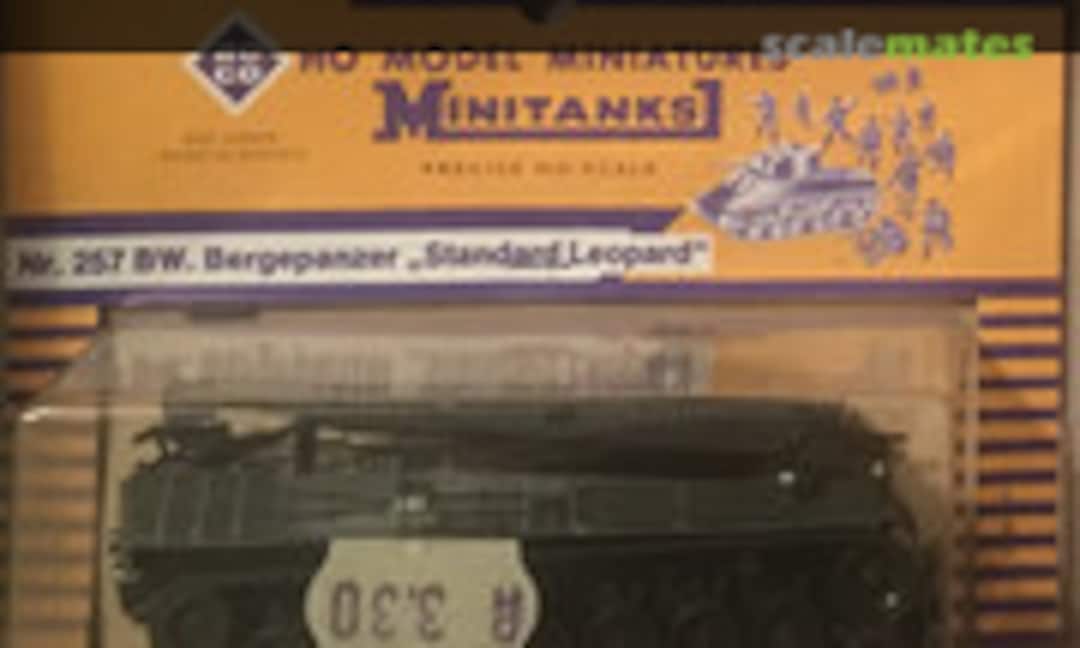 scalemates
HO MODEL MINIATURES
MINITANKS
PRECISE HO SCALE
Nr. 257 BW. Bergepanzer „Standard Leopard“
3.30